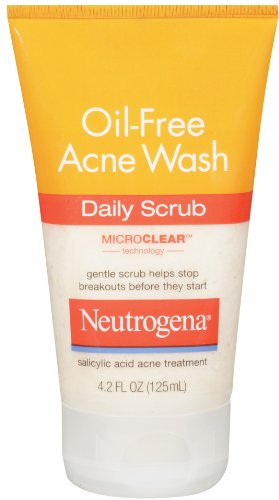 Oil-Free
Acne Wash
Daily Scrub
MICROCLEAR™
technology
gentle scrub helps stop
breakouts before they start
Neutrogena®
salicylic acid acne treatment
4.2 FL OZ (125mL)